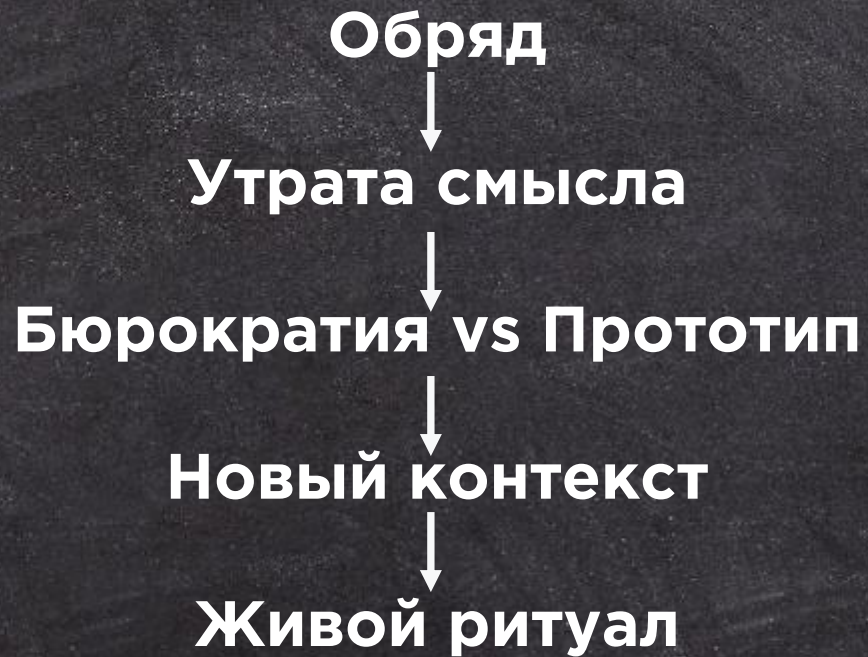 Обряд
Утрата смысла
Бюрократия vs Прототип
Новый контекст
Живой ритуал